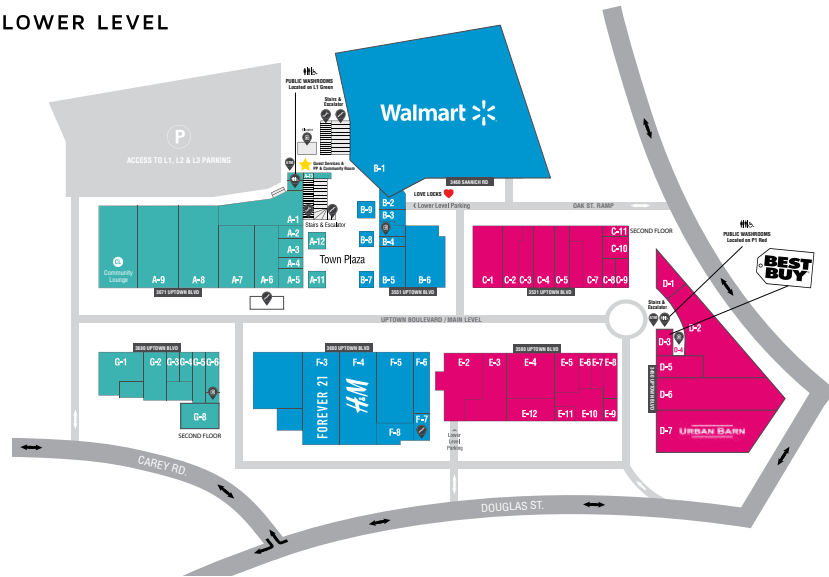 LOWER LEVEL
PUBLIC WASHROOMS
Located on L1 Green
Stairs &
Escalator
P
ACCESS TO L1, L2 & L3 PARKING
Guest Services &
PP & Community Room
Walmart
B-1
3460 SAANICH RD
LOVE LOCKS
< Lower Level Parking
OAK ST. RAMP
B-2
B-3
B-4
B-5
B-6
B-9
B-8
B-7
Stairs & Escalator
Town Plaza
A-1
A-2
A-3
A-4
A-5
A-6
A-7
A-8
A-9
A-12
A-11
CL
Community
Lounge
3671 UPTOWN BLVD
3551 UPTOWN BLVD
C-1
C-2
C-3
C-4
C-5
C-7
C-8
C-9
C-10
C-11
SECOND FLOOR
3531 UPTOWN BLVD
PUBLIC WASHROOMS
Located on P1 Red
BEST
BUY
Stairs &
Escalator
D-1
D-2
D-3
D-4
D-5
D-6
D-7
URBAN BARN
3460 UPTOWN BLVD
UPTOWN BOULEVARD / MAIN LEVEL
G-1
G-2
G-3
G-4
G-5
G-6
G-8
SECOND FLOOR
3600 UPTOWN BLVD
F-3
F-4
F-5
F-6
F-7
F-8
FOREVER 21
H&M
E-2
E-3
E-4
E-5
E-6
E-7
E-8
E-12
E-11
E-10
E-9
3500 UPTOWN BLVD
Lower
Level
Parking
CAREY RD.
DOUGLAS ST.